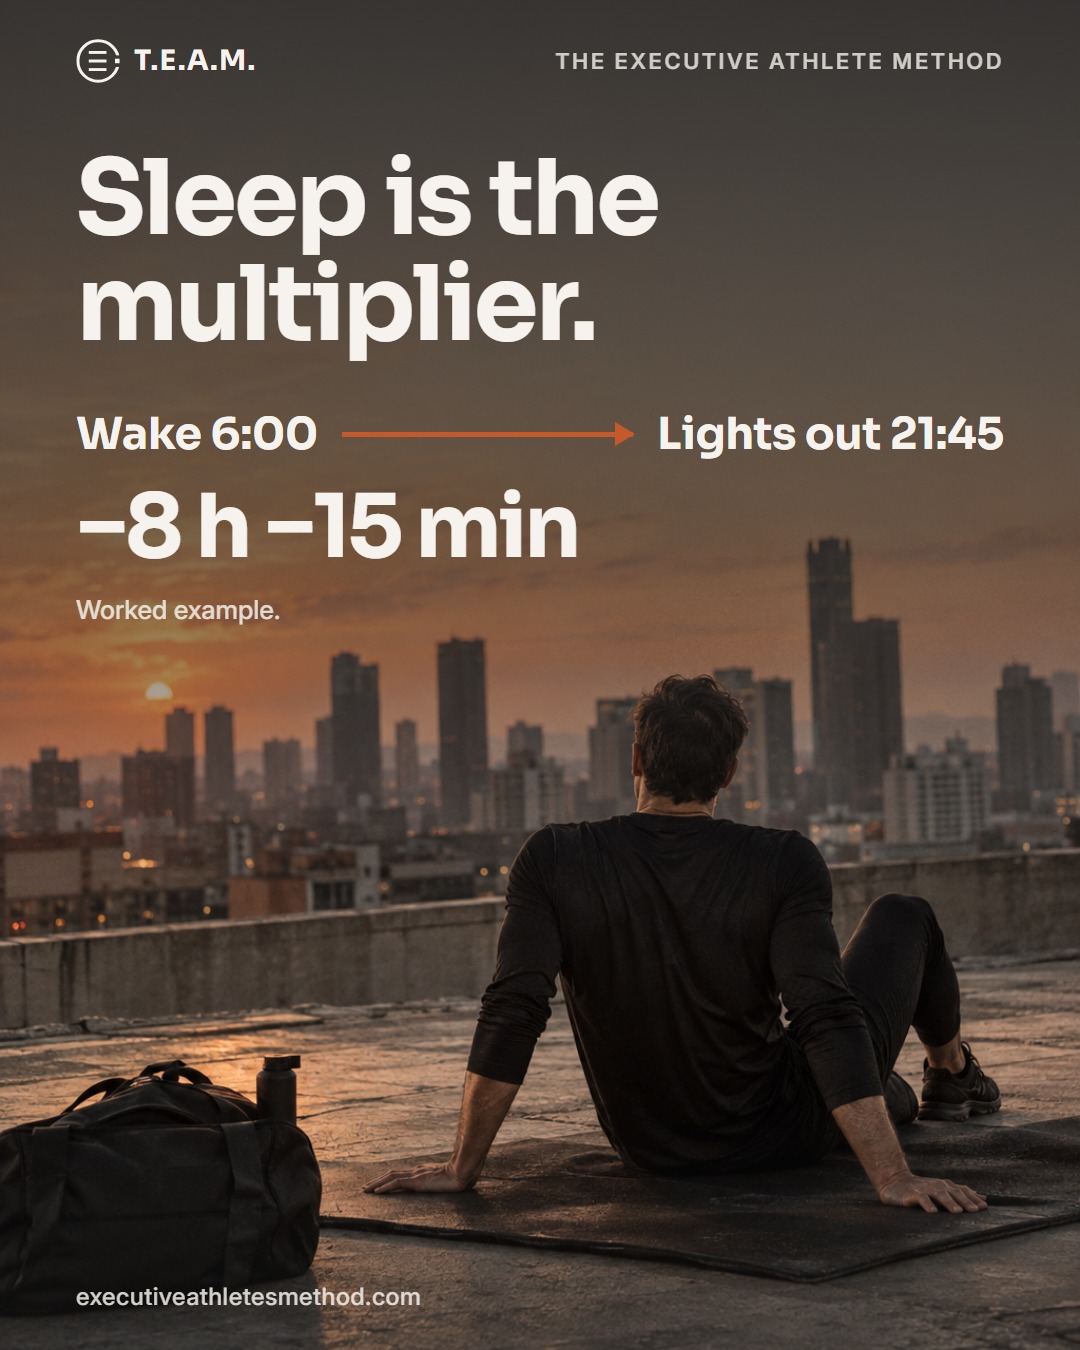 T.E.A.M.
THE EXECUTIVE ATHLETE METHOD
Sleep is the
multiplier.
Wake 6:00 Lights out 21:45
–8 h –15 min
Worked example.
executiveathletesmethod.com